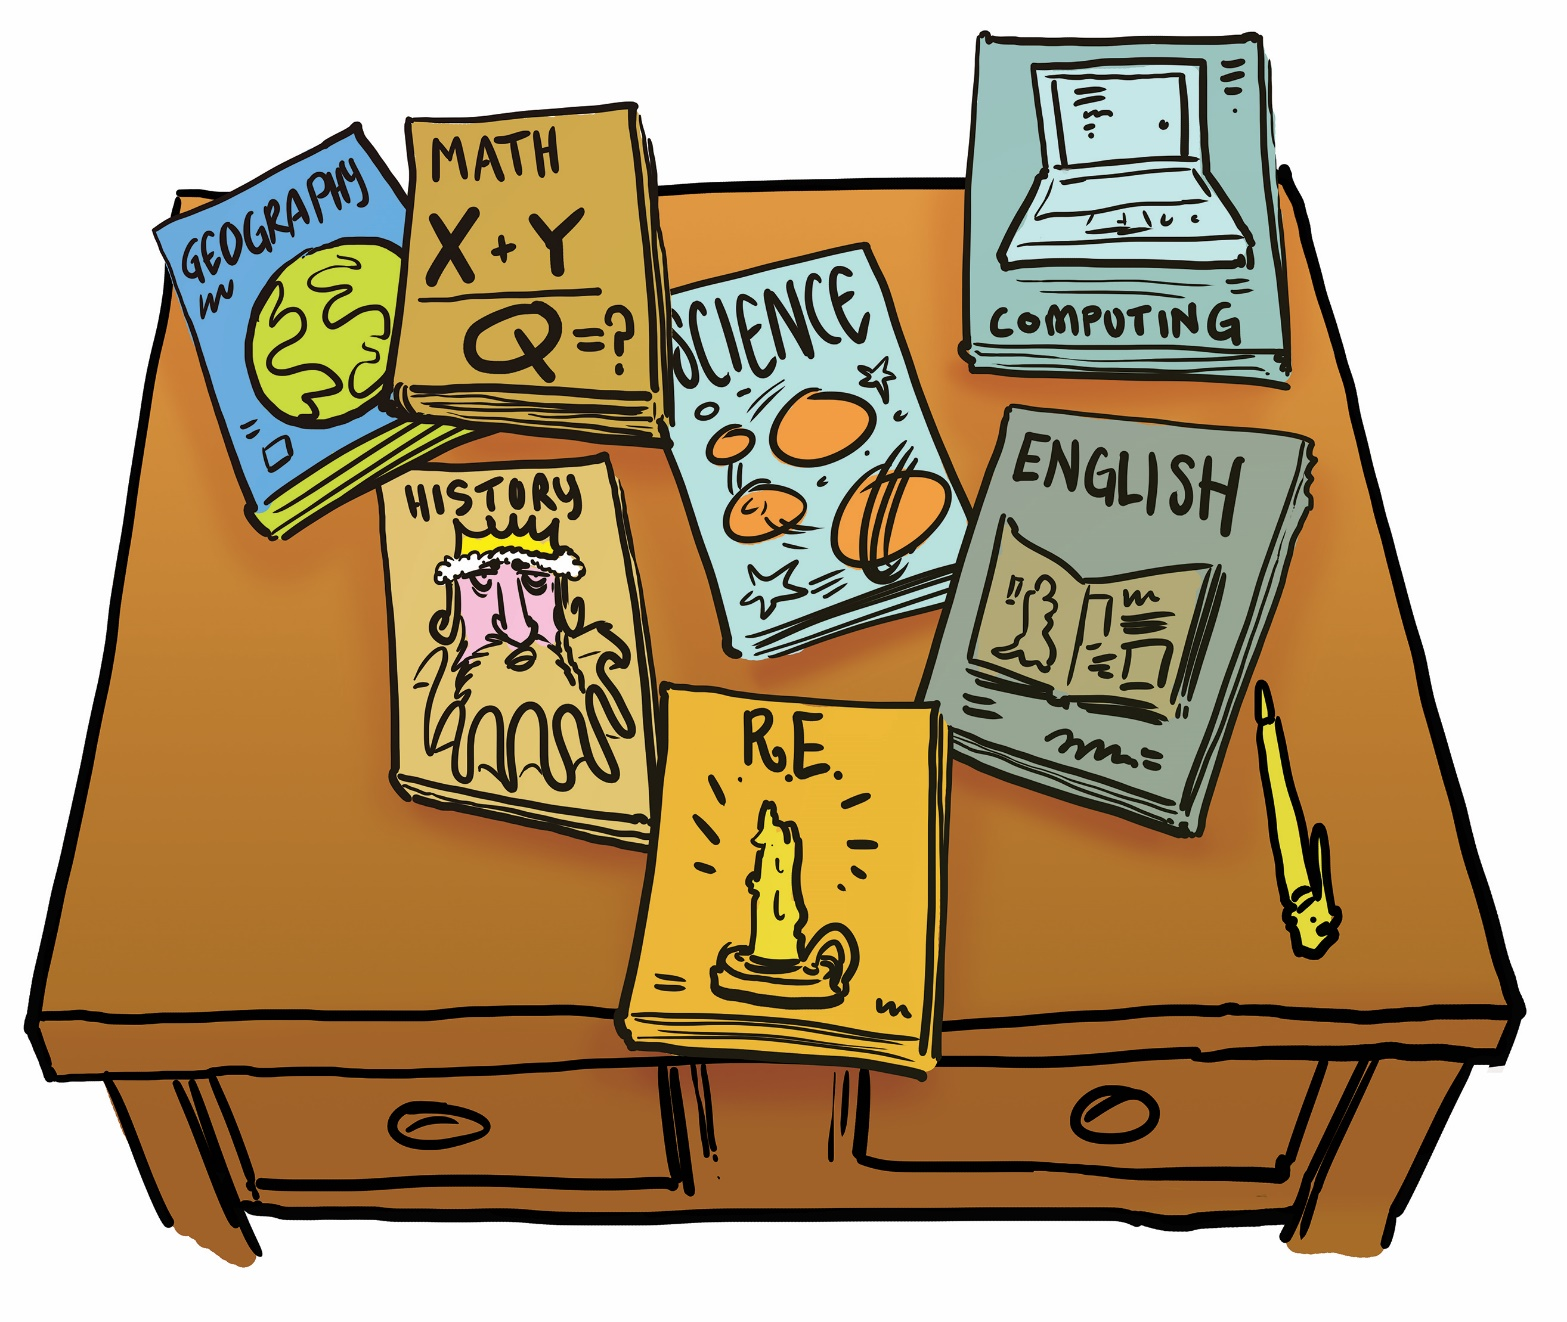 GEOGRAPHY
MATH
X + Y
Q = ?
SCIENCE
COMPUTING
HISTORY
ENGLISH
R.E.